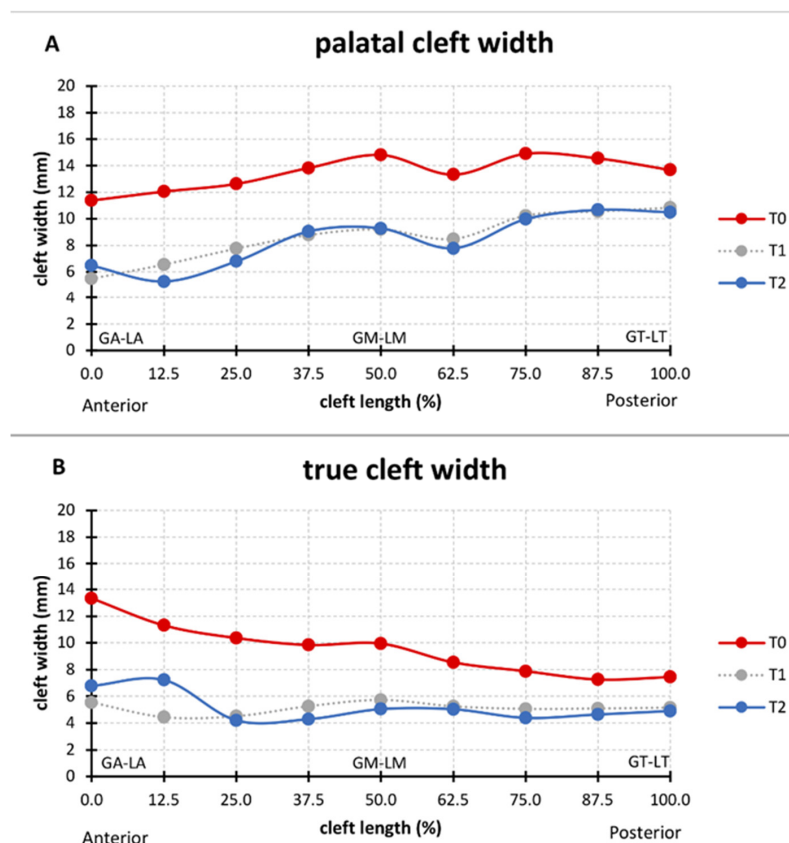 A
palatal cleft width
cleft width (mm)
20
18
16
14
12
10
8
6
4
2
0
GA-LA GM-LM GT-LT
0.0 12.5 25.0 37.5 50.0 62.5 75.0 87.5 100.0
Anterior cleft length (%) Posterior
T0
T1
T2
B
true cleft width
cleft width (mm)
20
18
16
14
12
10
8
6
4
2
0
GA-LA GM-LM GT-LT
0.0 12.5 25.0 37.5 50.0 62.5 75.0 87.5 100.0
Anterior cleft length (%) Posterior
T0
T1
T2